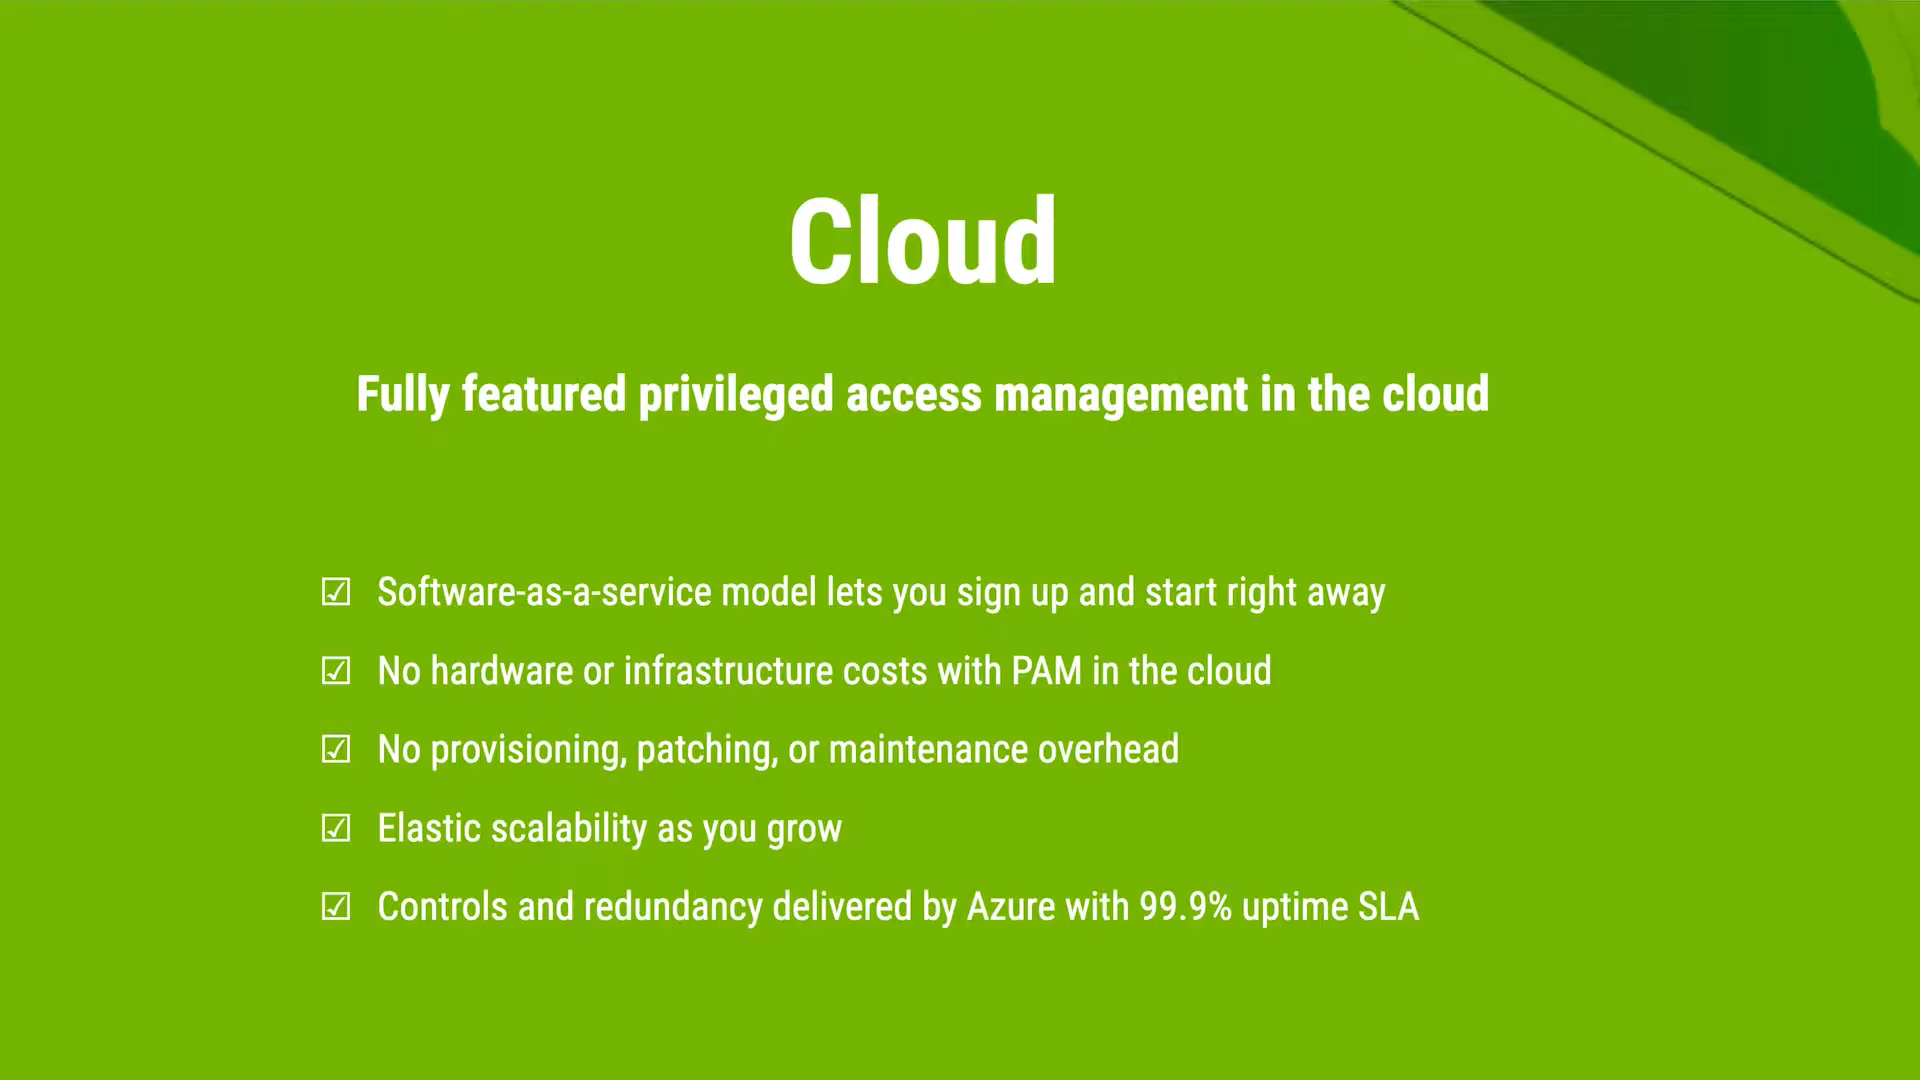 Cloud
Fully featured privileged access management in the cloud
☑ Software-as-a-service model lets you sign up and start right away
☑ No hardware or infrastructure costs with PAM in the cloud
☑ No provisioning, patching, or maintenance overhead
☑ Elastic scalability as you grow
☑ Controls and redundancy delivered by Azure with 99.9% uptime SLA